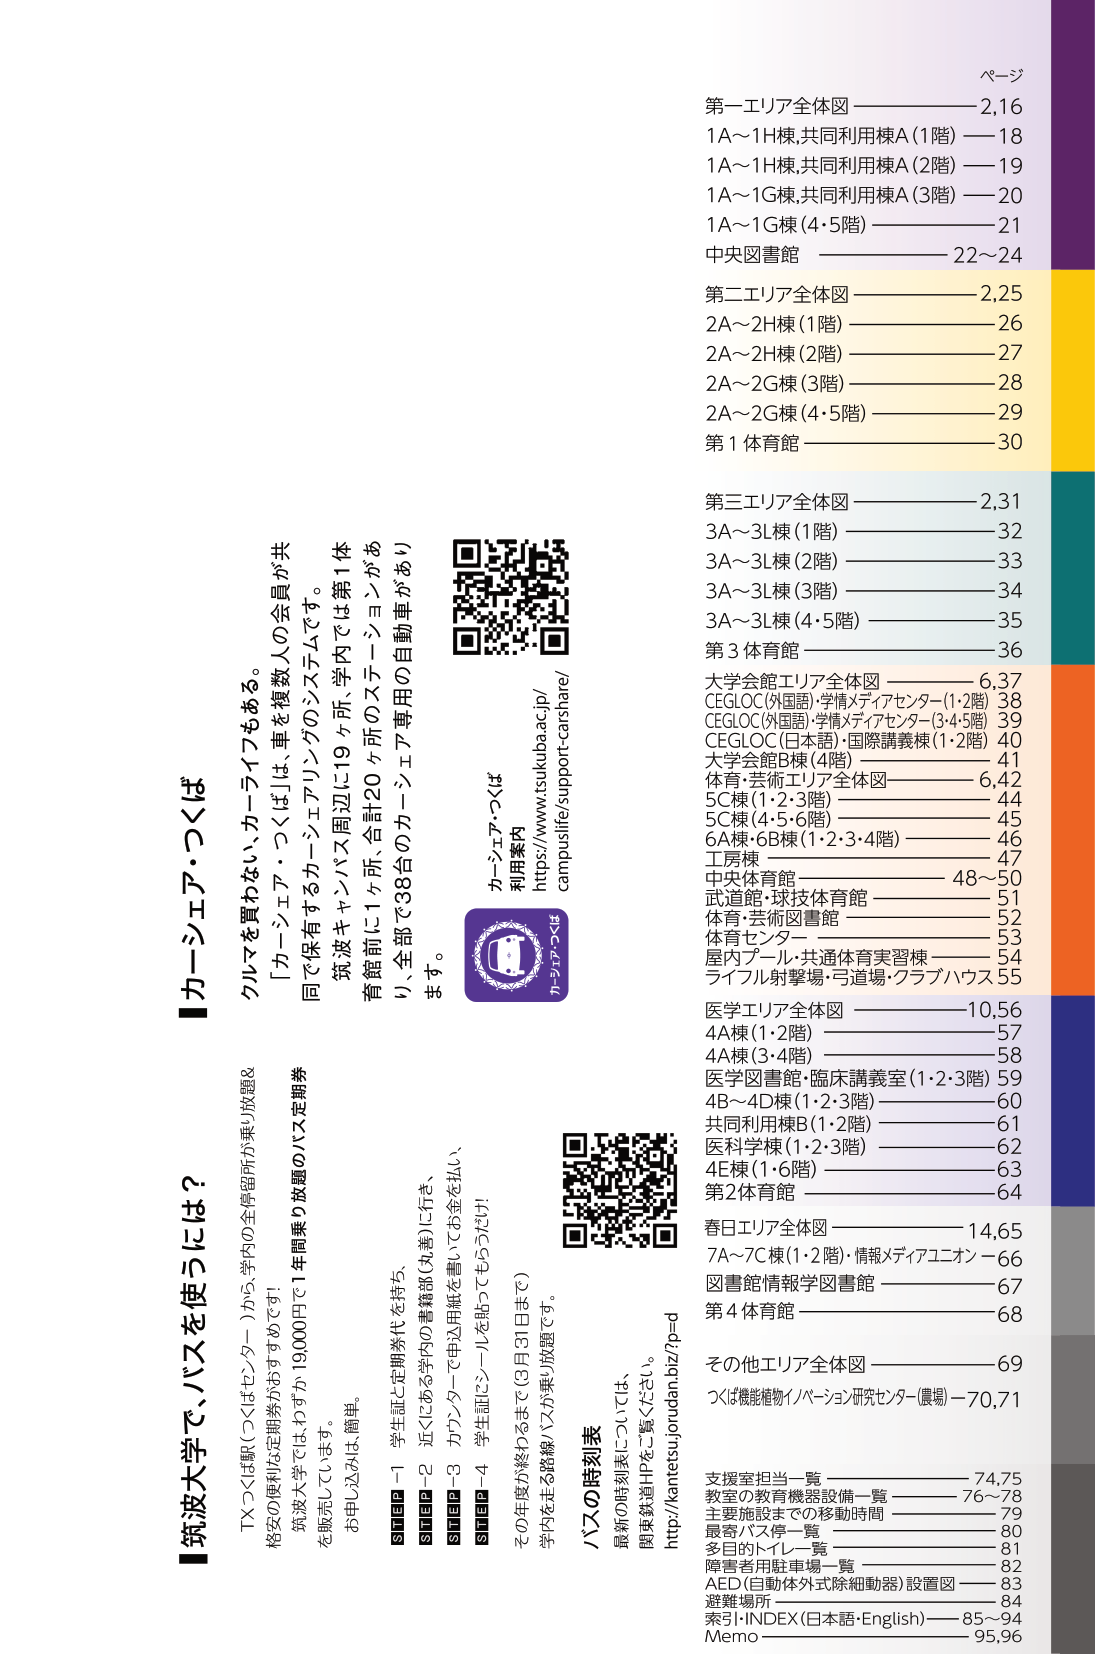 筑波大学で、バスを使うには？
TXつくば駅（つくばセンター ）から、学内の全停留所が乗り放題&
格安の便利な定期券がおすすめです！
筑波大学では、わずか19,000円で1年間乗り放題のバス定期券
を販売しています。
お申し込みは、簡単。
STEP-1 学生証と定期券代 を持ち、
STEP-2 近くにある学内の書籍部（丸善）に行き、
STEP-3 カウンターで申込用紙を書いてお金を払い、
STEP-4 学生証にシールを貼ってもらうだけ！
その年度が終わるまで（3月31日まで）
学内を走る路線バスが乗り放題です。
バスの時刻表
最新の時刻表については、
関東鉄道HPをご覧ください。
http://kantetsu.jorudan.biz/?p=d
カーシェア・つくば
クルマを買わない、カーライフもある。
「カーシェア・つくば」は、車を複数人の会員が共
同で保有するカーシェアリングのシステムです。
筑波キャンパス周辺に19ヶ所、学内では第1体
育館前に1ヶ所、合計20ヶ所のステーションがあ
り、全部で38台のカーシェア専用の自動車があり
ます。
カーシェア・つくば
カーシェア・つくば
利用案内
https://www.tsukuba.ac.jp/
campuslife/support-carshare/
ページ
第一エリア全体図 2,16
1A〜1H棟,共同利用棟A（1階） 18
1A〜1H棟,共同利用棟A（2階） 19
1A〜1G棟,共同利用棟A（3階） 20
1A〜1G棟（4・5階） 21
中央図書館 22〜24
第二エリア全体図 2,25
2A〜2H棟（1階） 26
2A〜2H棟（2階） 27
2A〜2G棟（3階） 28
2A〜2G棟（4・5階） 29
第1体育館 30
第三エリア全体図 2,31
3A〜3L棟（1階） 32
3A〜3L棟（2階） 33
3A〜3L棟（3階） 34
3A〜3L棟（4・5階） 35
第3体育館 36
大学会館エリア全体図 6,37
CEGLOC（外国語）・学情メディアセンター（1・2階） 38
CEGLOC（外国語）・学情メディアセンター（3・4・5階） 39
CEGLOC（日本語）・国際講義棟（1・2階） 40
大学会館B棟（4階） 41
体育・芸術エリア全体図 6,42
5C棟（1・2・3階） 44
5C棟（4・5・6階） 45
6A棟・6B棟（1・2・3・4階） 46
工房棟 47
中央体育館 48〜50
武道館・球技体育館 51
体育・芸術図書館 52
体育センター 53
屋内プール・共通体育実習棟 54
ライフル射撃場・弓道場・クラブハウス 55
医学エリア全体図 10,56
4A棟（1・2階） 57
4A棟（3・4階） 58
医学図書館・臨床講義室（1・2・3階） 59
4B〜4D棟（1・2・3階） 60
共同利用棟B（1・2階） 61
医科学棟（1・2・3階） 62
4E棟（1・6階） 63
第2体育館 64
春日エリア全体図 14,65
7A〜7C棟（1・2階）・情報メディアユニオン 66
図書館情報学図書館 67
第4体育館 68
その他エリア全体図 69
つくば機能植物イノベーション研究センター（農場） 70,71
支援室担当一覧 74,75
教室の教育機器設備一覧 76〜78
主要施設までの移動時間 79
最寄バス停一覧 80
多目的トイレ一覧 81
障害者用駐車場一覧 82
AED（自動体外式除細動器）設置図 83
避難場所 84
索引・INDEX（日本語・English） 85〜94
Memo 95,96